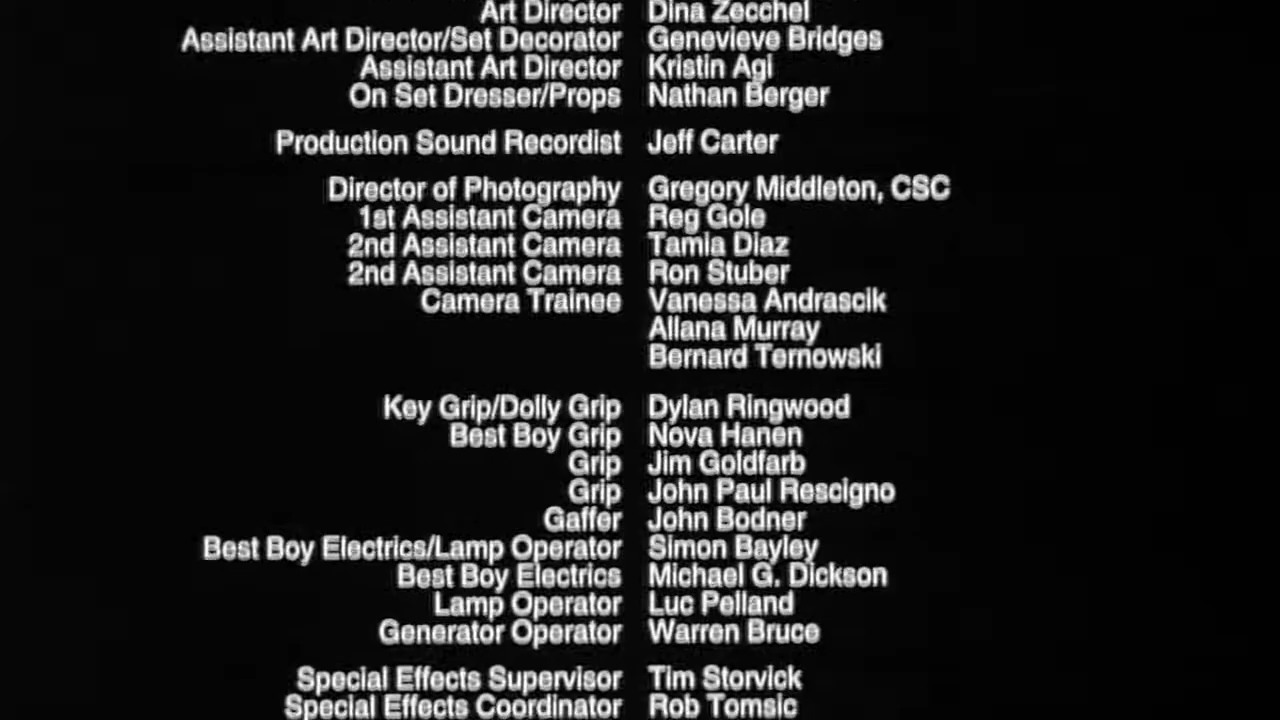 Art Director Dina Zecchel
Assistant Art Director/Set Decorator Genevieve Bridges
Assistant Art Director Kristin Agi
On Set Dresser/Props Nathan Berger
Production Sound Recordist Jeff Carter
Director of Photography Gregory Middleton, CSC
1st Assistant Camera Reg Gole
2nd Assistant Camera Tamia Diaz
2nd Assistant Camera Ron Stuber
Camera Trainee Vanessa Andrascik
Allana Murray
Bernard Ternowski
Key Grip/Dolly Grip Dylan Ringwood
Best Boy Grip Nova Hanen
Grip Jim Goldfarb
Grip John Paul Rescigno
Gaffer John Bodner
Best Boy Electrics/Lamp Operator Simon Bayley
Best Boy Electrics Michael G. Dickson
Lamp Operator Luc Pelland
Generator Operator Warren Bruce
Special Effects Supervisor Tim Storvick
Special Effects Coordinator Rob Tomsic